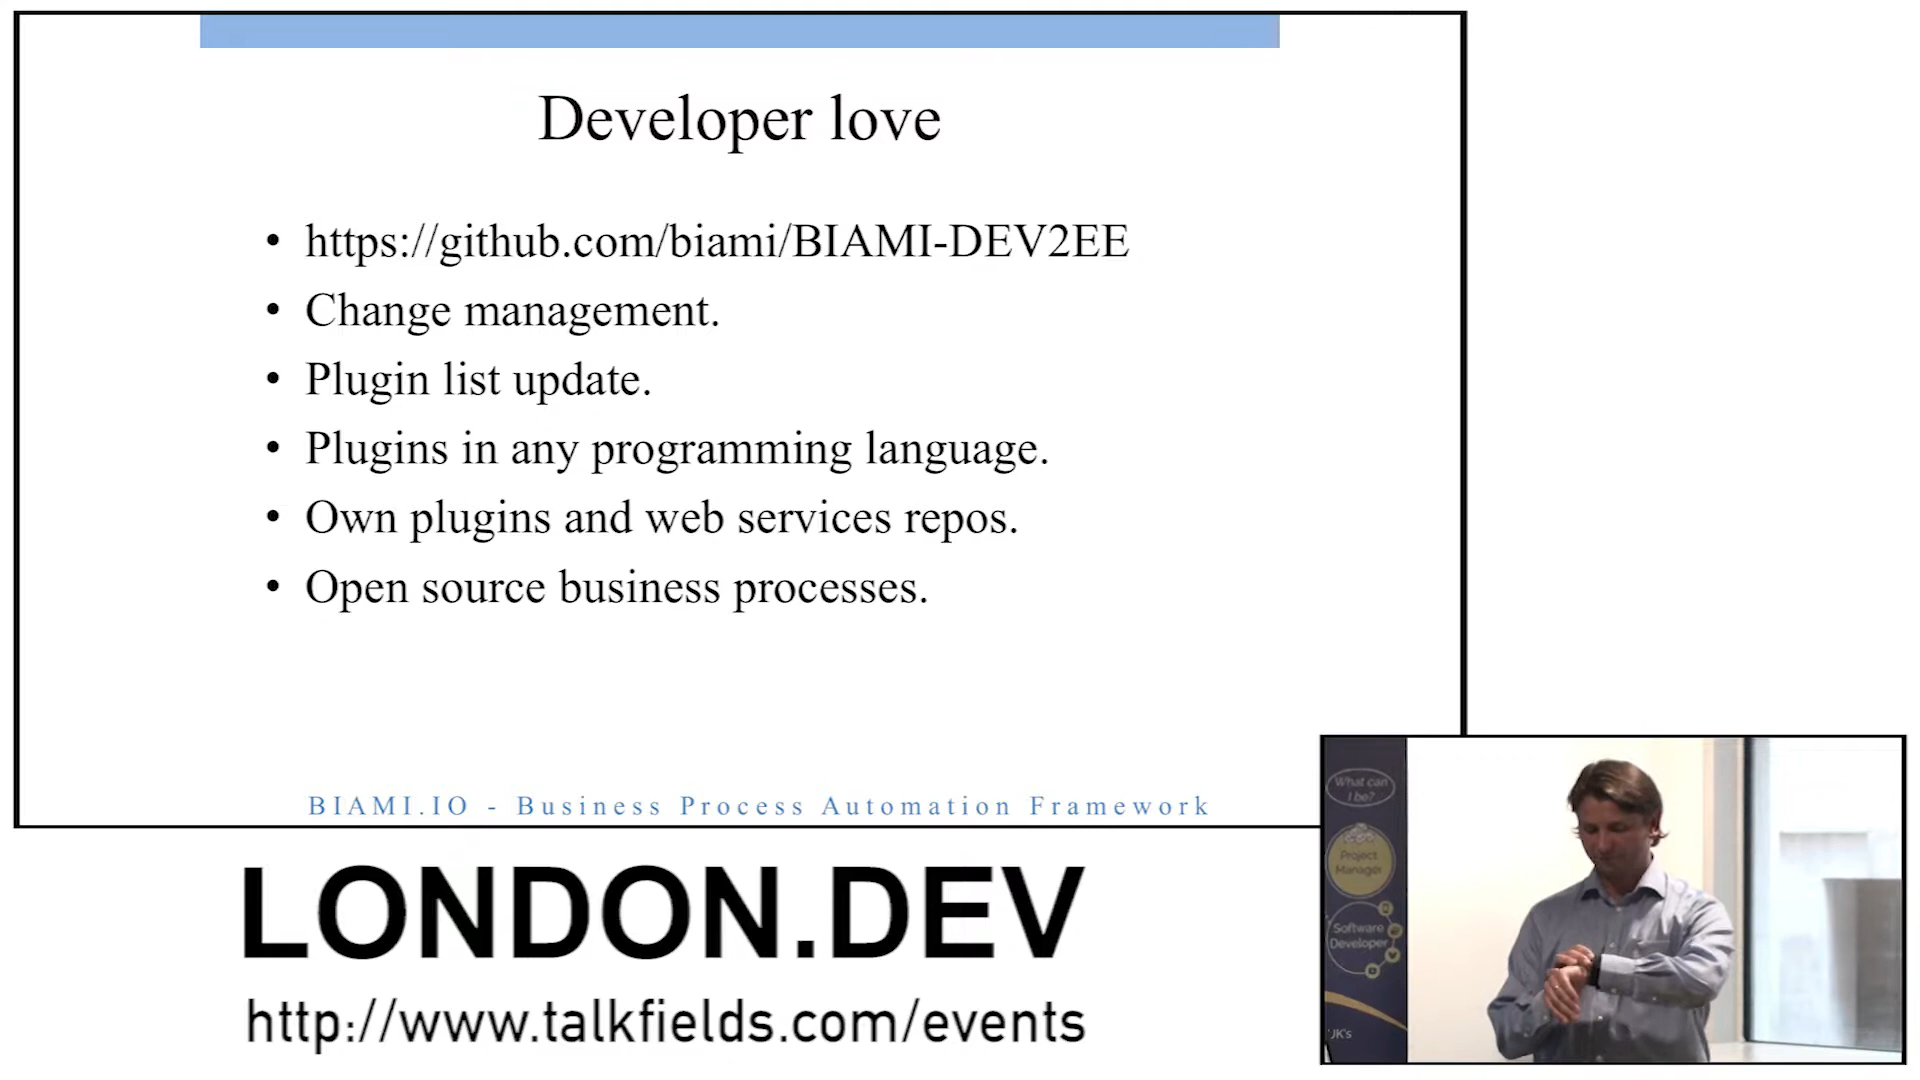 Developer love
• https://github.com/biami/BIAMI-DEV2EE
• Change management.
• Plugin list update.
• Plugins in any programming language.
• Own plugins and web services repos.
• Open source business processes.
BIAMI.IO - Business Process Automation Framework
LONDON.DEV
http://www.talkfields.com/events
What can
I be?
Project
Manager
Software
Developer
UK's